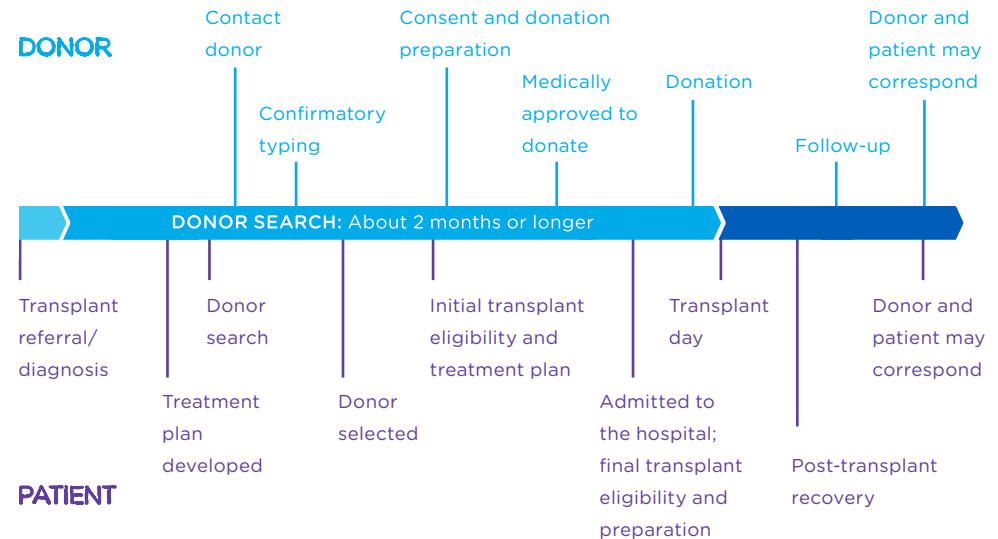 DONOR
Contact
donor
Confirmatory
typing
Consent and donation
preparation
Medically
approved to
donate
Donation
Follow-up
Donor and
patient may
correspond
DONOR SEARCH: About 2 months or longer
Transplant
referral/
diagnosis
Treatment
plan
developed
Donor
search
Donor
selected
Initial transplant
eligibility and
treatment plan
Admitted to
the hospital;
final transplant
eligibility and
preparation
Transplant
day
Post-transplant
recovery
Donor and
patient may
correspond
PATIENT